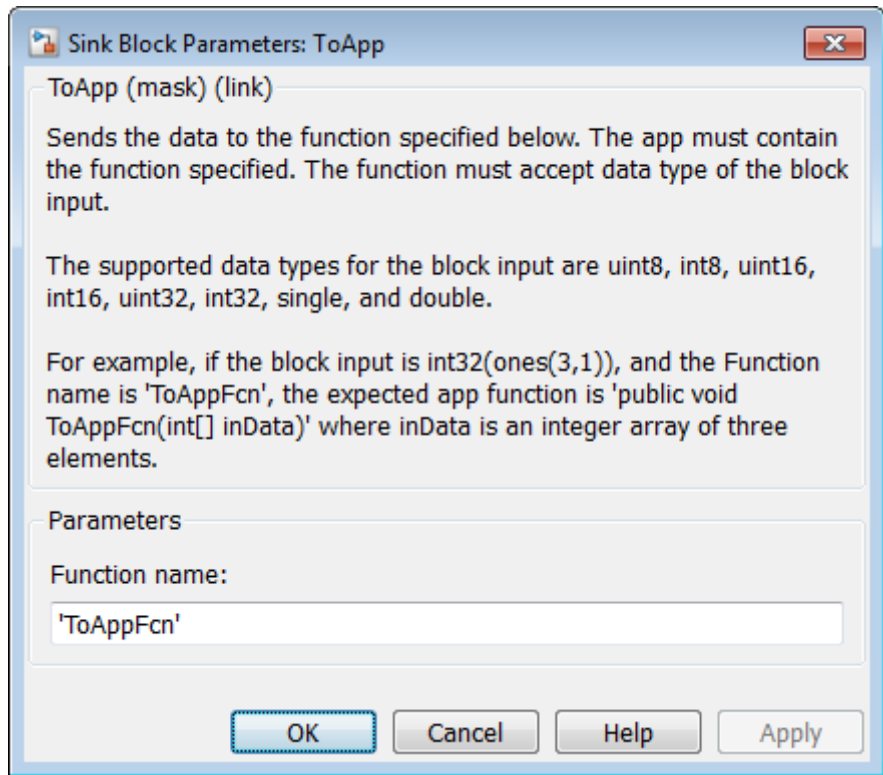 Sink Block Parameters: ToApp
ToApp (mask) (link)
Sends the data to the function specified below. The app must contain
the function specified. The function must accept data type of the block
input.
The supported data types for the block input are uint8, int8, uint16,
int16, uint32, int32, single, and double.
For example, if the block input is int32(ones(3,1)), and the Function
name is 'ToAppFcn', the expected app function is 'public void
ToAppFcn(int[] inData)' where inData is an integer array of three
elements.
Parameters
Function name:
'ToAppFcn'
OK Cancel Help Apply